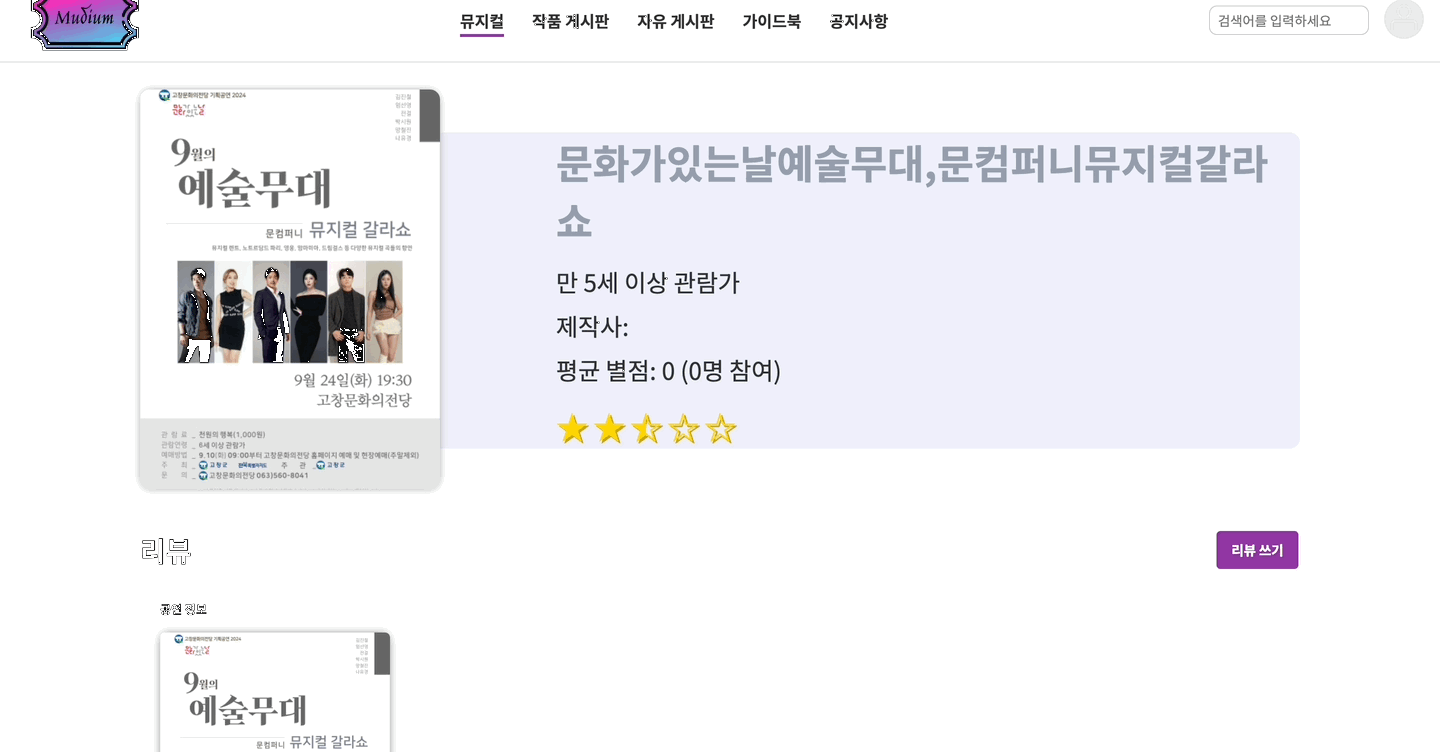 Mudium
뮤지컬 작품 게시판 자유 게시판 가이드북 공지사항
검색어를 입력하세요
고창문화의전당 기획공연 2024
문화가 있는 날
9월의
예술무대
문컴퍼니 뮤지컬 갈라쇼
9월 24일(화) 19:30
고창문화의전당
관 람 료 _ 천원의 행복(1,000원)
관람연령 _ 6세 이상 관람가
예매방법 _ 9.10(화) 09:00부터 고창문화의전당 홈페이지 예매 및 현장예매(주말제외)
주 최 _ 고창군 주 관 _ 고창군
문 의 _ 고창문화의전당 063)560-8041
문화가있는날예술무대,문컴퍼니뮤지컬갈라
쇼
만 5세 이상 관람가
제작사:
평균 별점: 0 (0명 참여)
리뷰
리뷰 쓰기
공연 정보
고창문화의전당 기획공연 2024
문화가 있는 날
9월의
예술무대
문컴퍼니 뮤지컬 갈라쇼